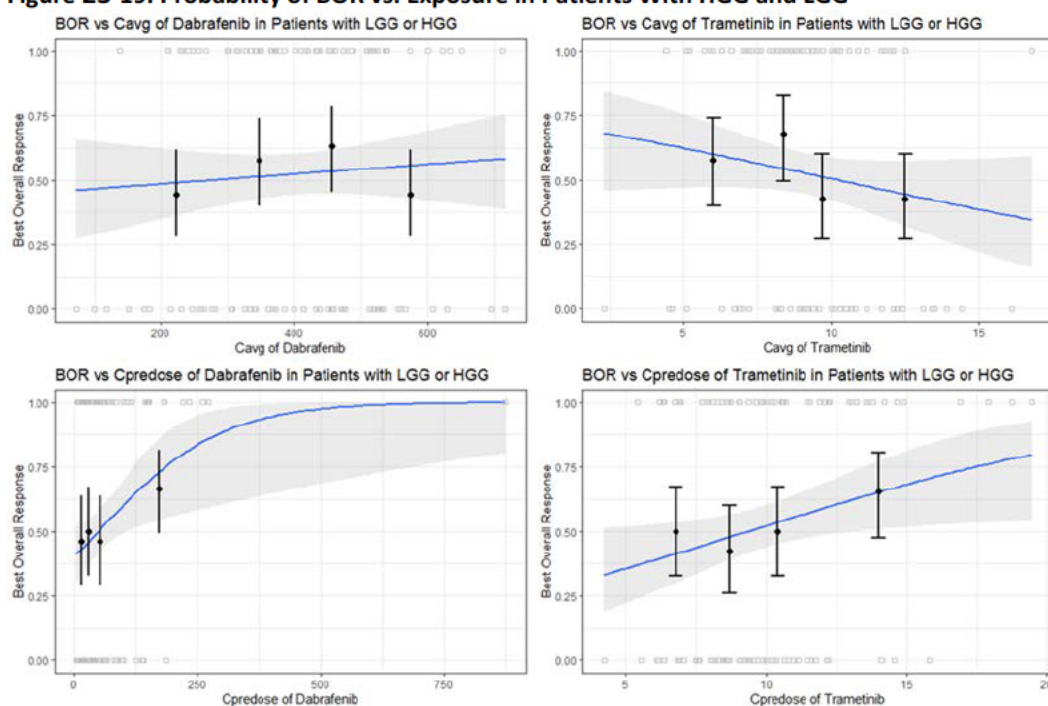 Figure Probability of BOR vs. Exposure in Patients With HGG and LGG
BOR vs Cavg of Dabrafenib in Patients with LGG or HGG
Best Overall Response
1.00
0.75
0.50
0.25
0.00
200 400 600
Cavg of Dabrafenib
BOR vs Cavg of Trametinib in Patients with LGG or HGG
Best Overall Response
1.00
0.75
0.50
0.25
0.00
5 10 15
Cavg of Trametinib
BOR vs Cpredose of Dabrafenib in Patients with LGG or HGG
Best Overall Response
1.00
0.75
0.50
0.25
0.00
0 250 500 750
Cpredose of Dabrafenib
BOR vs Cpredose of Trametinib in Patients with LGG or HGG
Best Overall Response
1.00
0.75
0.50
0.25
0.00
5 10 15 20
Cpredose of Trametinib